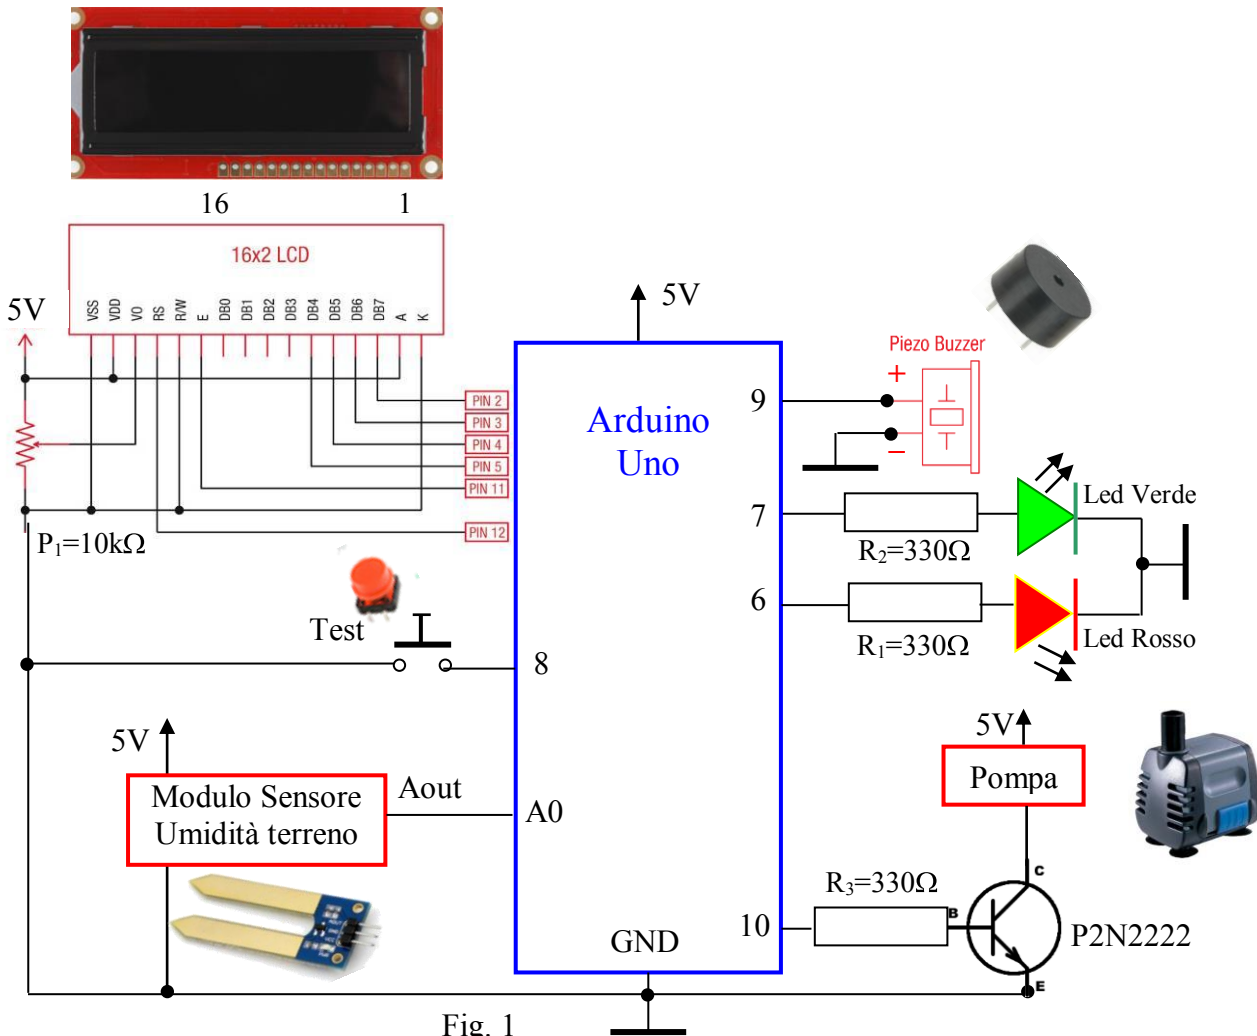 16 1
16x2 LCD
5V
VSS VDD VO RS R/W E DB0 DB1 DB2 DB3 DB4 DB5 DB6 DB7 A K
PIN 2
PIN 3
PIN 4
PIN 5
PIN 11
PIN 12
P1=10kΩ
Test
5V
Modulo Sensore
Umidità terreno
Aout
5V
Arduino
Uno
8
A0
GND
9
7
6
10
Piezo Buzzer
+
−
R2=330Ω
Led Verde
R1=330Ω
Led Rosso
5V
Pompa
R3=330Ω
B
C
E
P2N2222
Fig. 1